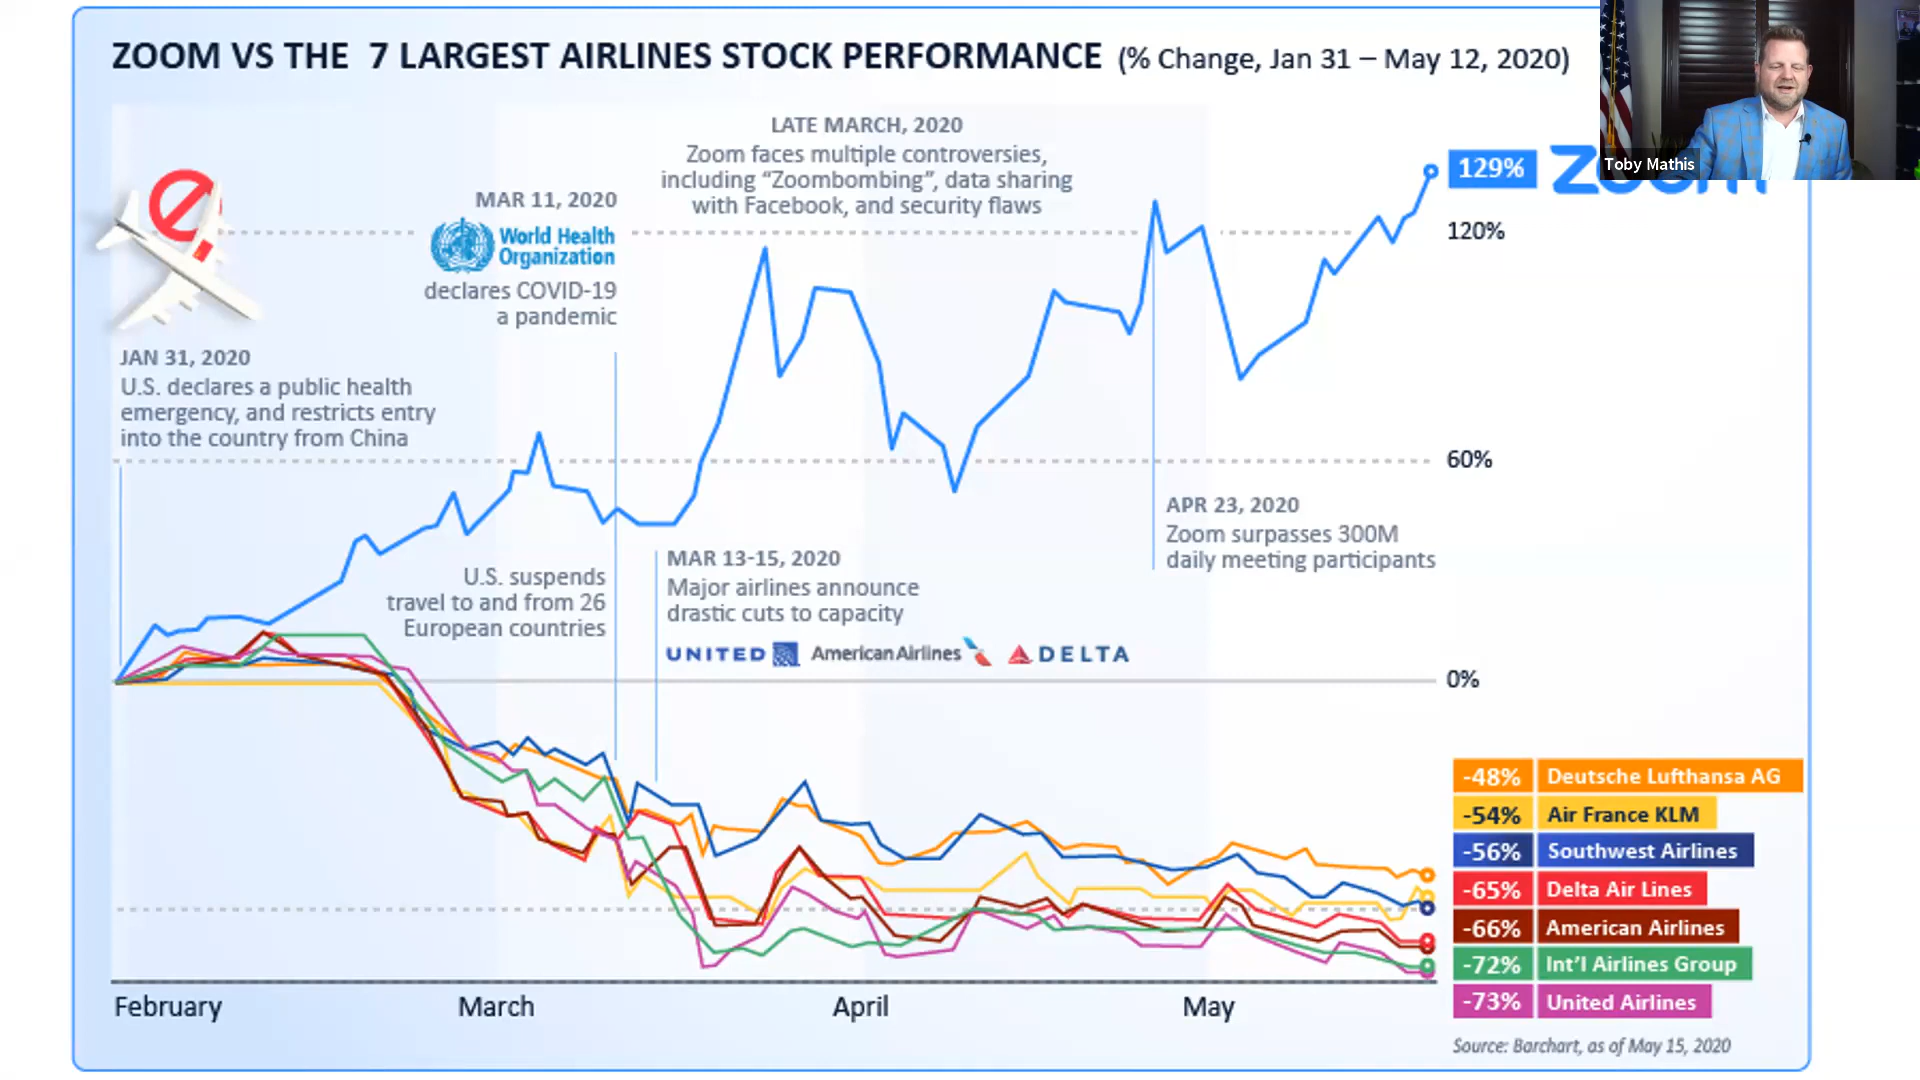 ZOOM VS THE 7 LARGEST AIRLINES STOCK PERFORMANCE (% Change, Jan 31 – May 12, 2020)
Toby Mathis
LATE MARCH, 2020
Zoom faces multiple controversies,
including “Zoombombing”, data sharing
with Facebook, and security flaws
129%
zoom
MAR 11, 2020
World Health
Organization
declares COVID-19
a pandemic
120%
JAN 31, 2020
U.S. declares a public health
emergency, and restricts entry
into the country from China
60%
APR 23, 2020
Zoom surpasses 300M
daily meeting participants
U.S. suspends
travel to and from 26
European countries
MAR 13-15, 2020
Major airlines announce
drastic cuts to capacity
UNITED American Airlines DELTA
0%
-48% Deutsche Lufthansa AG
-54% Air France KLM
-56% Southwest Airlines
-65% Delta Air Lines
-66% American Airlines
-72% Int’l Airlines Group
-73% United Airlines
February March April May
Source: Barchart, as of May 15, 2020